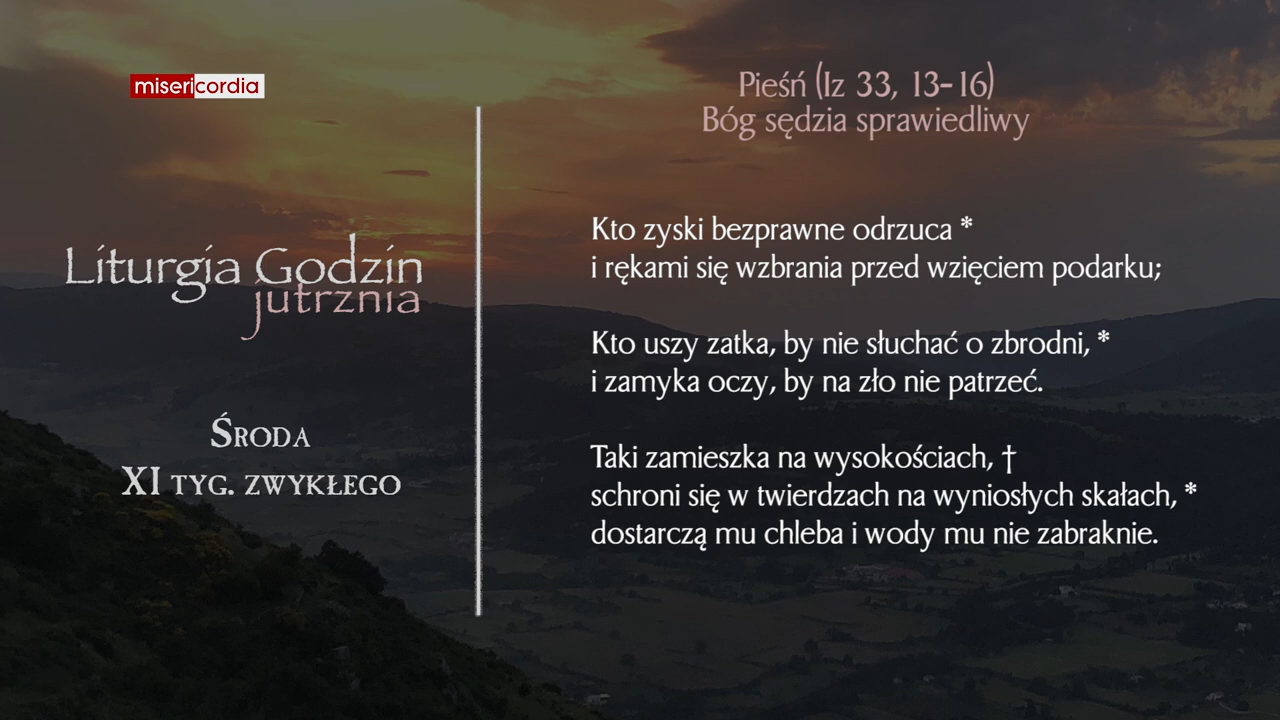 misericordia
Liturgia Godzin
jutrznia
Środa
XI tyg. zwykłego
Pieśń (Iz 33, 13-16)
Bóg sędzia sprawiedliwy
Kto zyski bezprawne odrzuca *
i rękami się wzbrania przed wzięciem podarku;
Kto uszy zatka, by nie słuchać o zbrodni, *
i zamyka oczy, by na zło nie patrzeć.
Taki zamieszka na wysokościach, †
schroni się w twierdzach na wyniosłych skałach, *
dostarczą mu chleba i wody mu nie zabraknie.